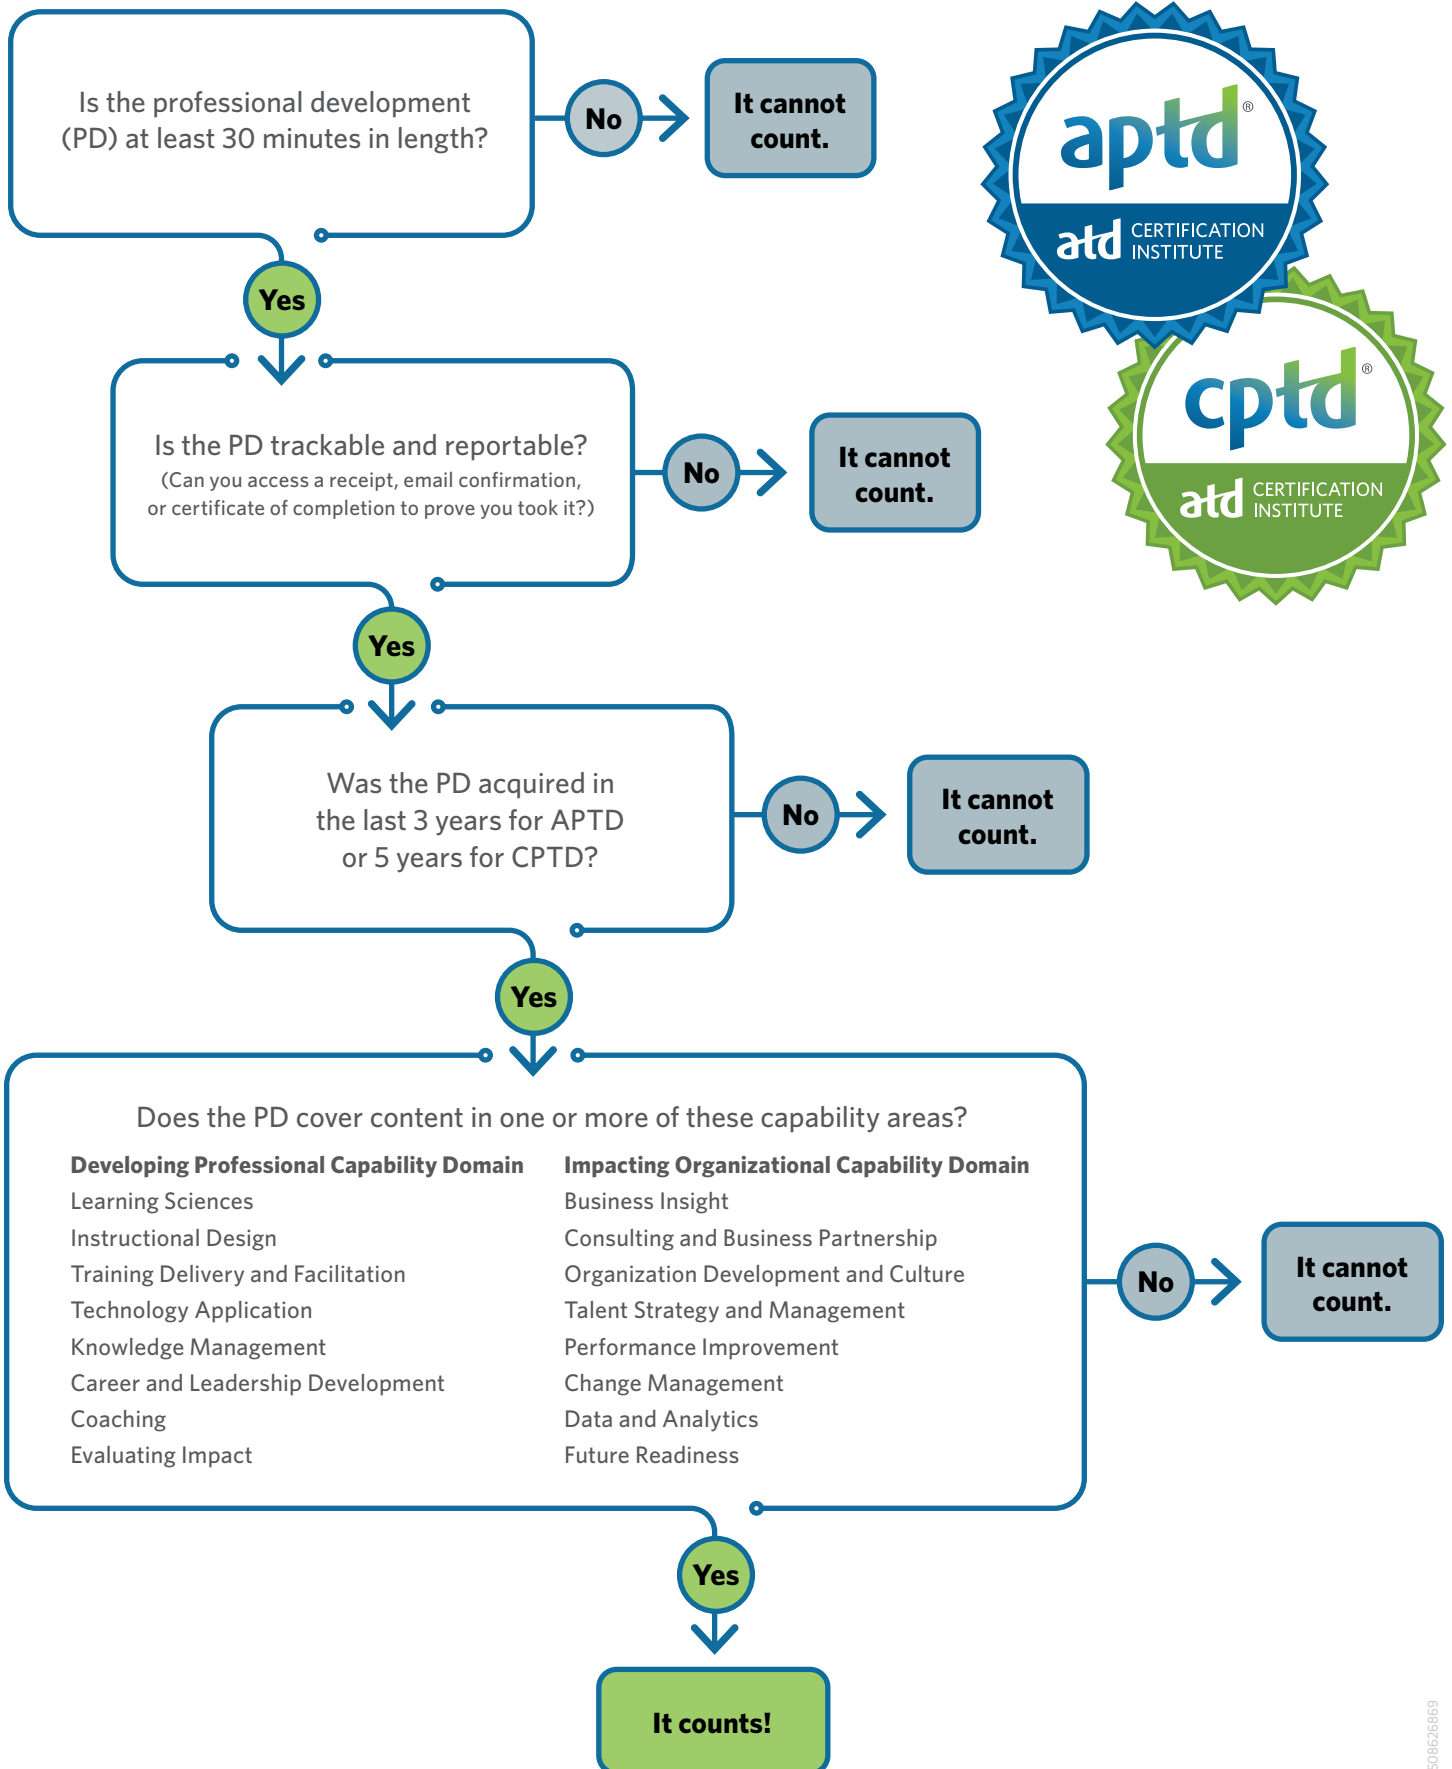 Is the professional development
(PD) at least 30 minutes in length?
No
It cannot
count.
aptd®
atd CERTIFICATION
INSTITUTE
Yes
cptd®
atd CERTIFICATION
INSTITUTE
Is the PD trackable and reportable?
(Can you access a receipt, email confirmation,
or certificate of completion to prove you took it?)
No
It cannot
count.
Yes
Was the PD acquired in
the last 3 years for APTD
or 5 years for CPTD?
No
It cannot
count.
Yes
Does the PD cover content in one or more of these capability areas?
Developing Professional Capability Domain
Learning Sciences
Instructional Design
Training Delivery and Facilitation
Technology Application
Knowledge Management
Career and Leadership Development
Coaching
Evaluating Impact
Impacting Organizational Capability Domain
Business Insight
Consulting and Business Partnership
Organization Development and Culture
Talent Strategy and Management
Performance Improvement
Change Management
Data and Analytics
Future Readiness
No
It cannot
count.
Yes
It counts!
508626869